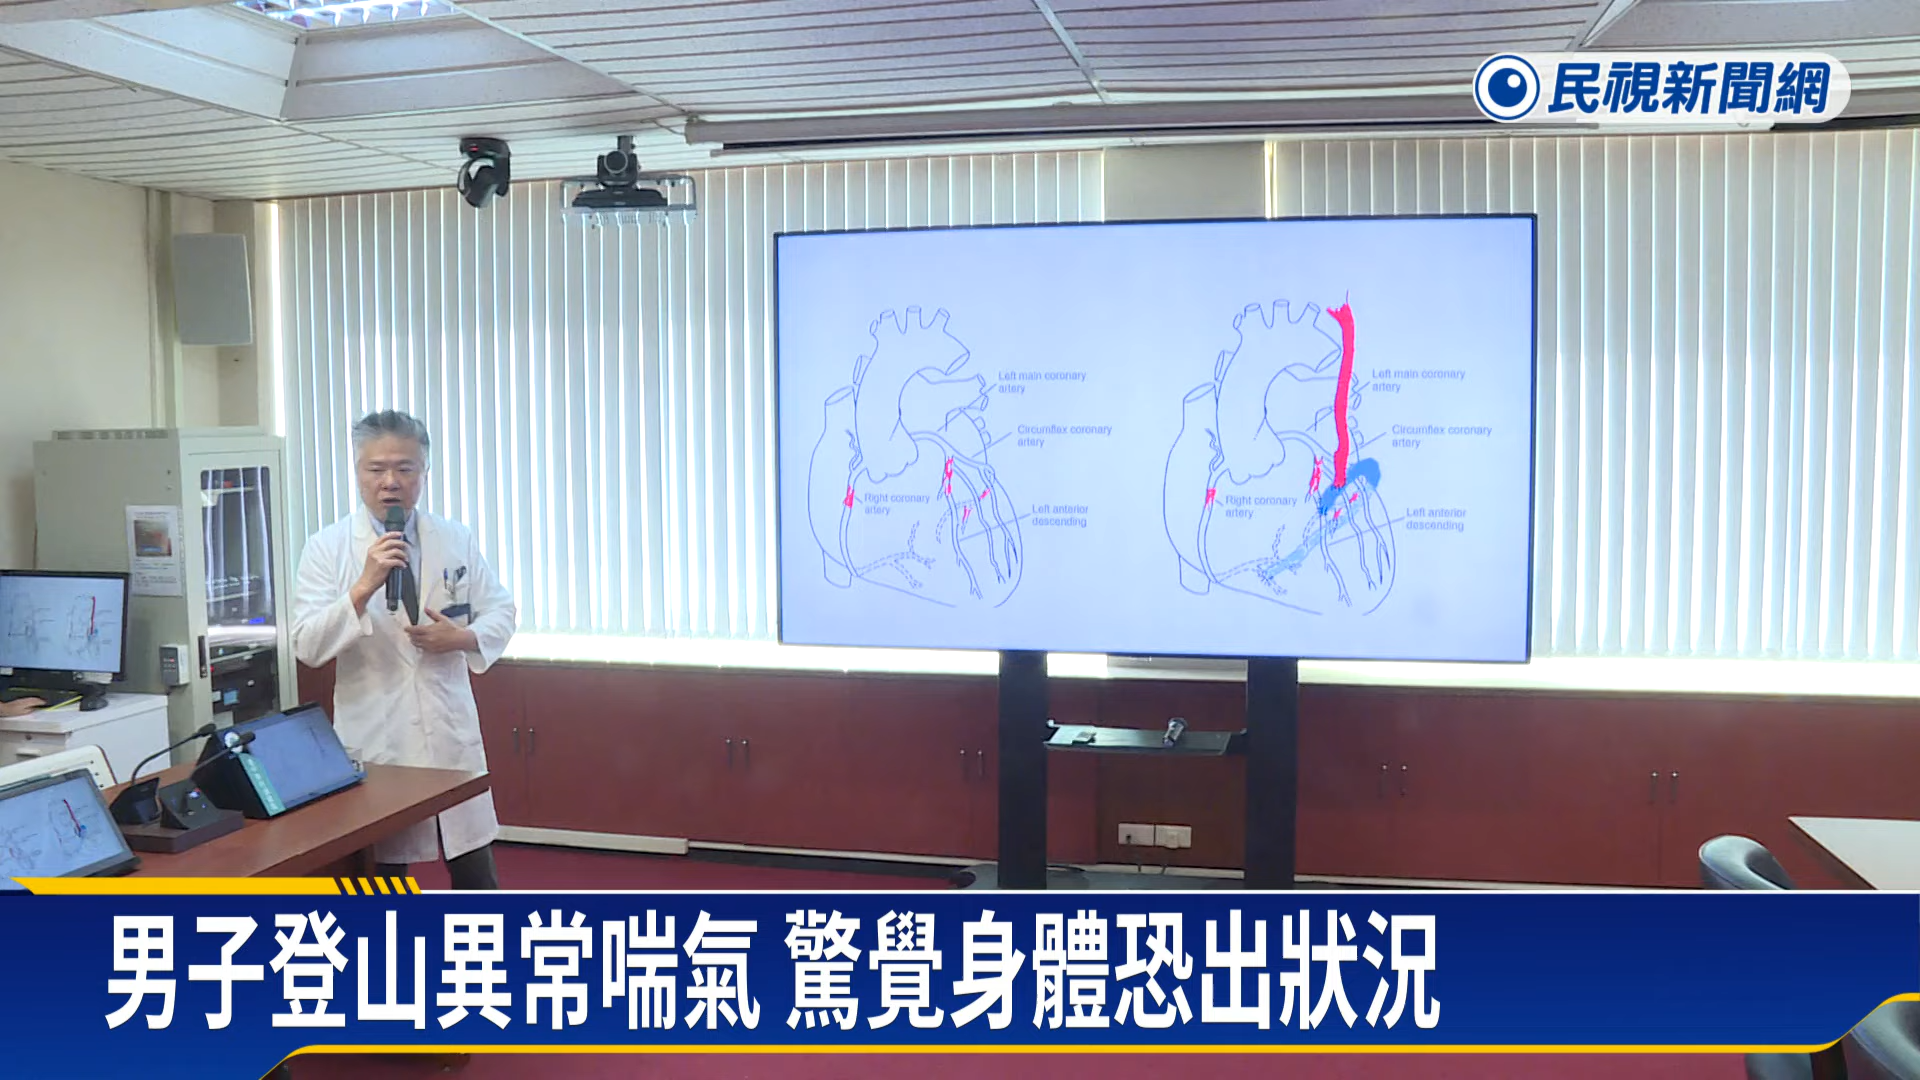 民視新聞網
Left main coronary
artery
Circumflex coronary
artery
Right coronary
artery
Left anterior
descending
Left main coronary
artery
Circumflex coronary
artery
Right coronary
artery
Left anterior
descending
男子登山異常喘氣 驚覺身體恐出狀況